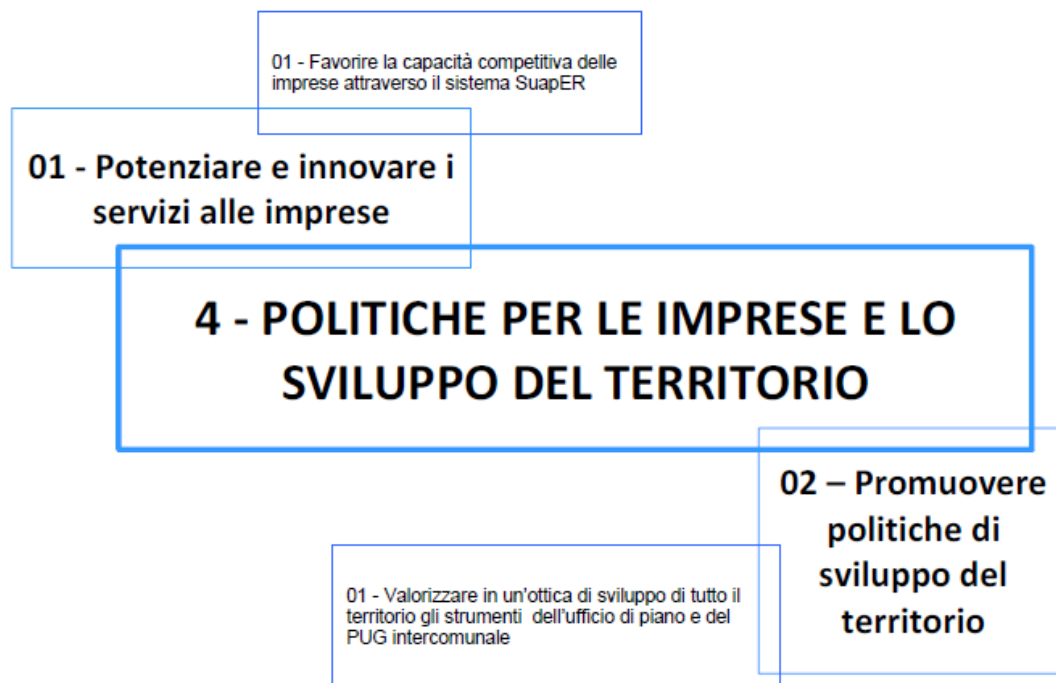 01 - Favorire la capacità competitiva delle
imprese attraverso il sistema SuapER
01 - Potenziare e innovare i
servizi alle imprese
4 - POLITICHE PER LE IMPRESE E LO
SVILUPPO DEL TERRITORIO
02 – Promuovere
politiche di
sviluppo del
territorio
01 - Valorizzare in un'ottica di sviluppo di tutto il
territorio gli strumenti  dell'ufficio di piano e del
PUG intercomunale